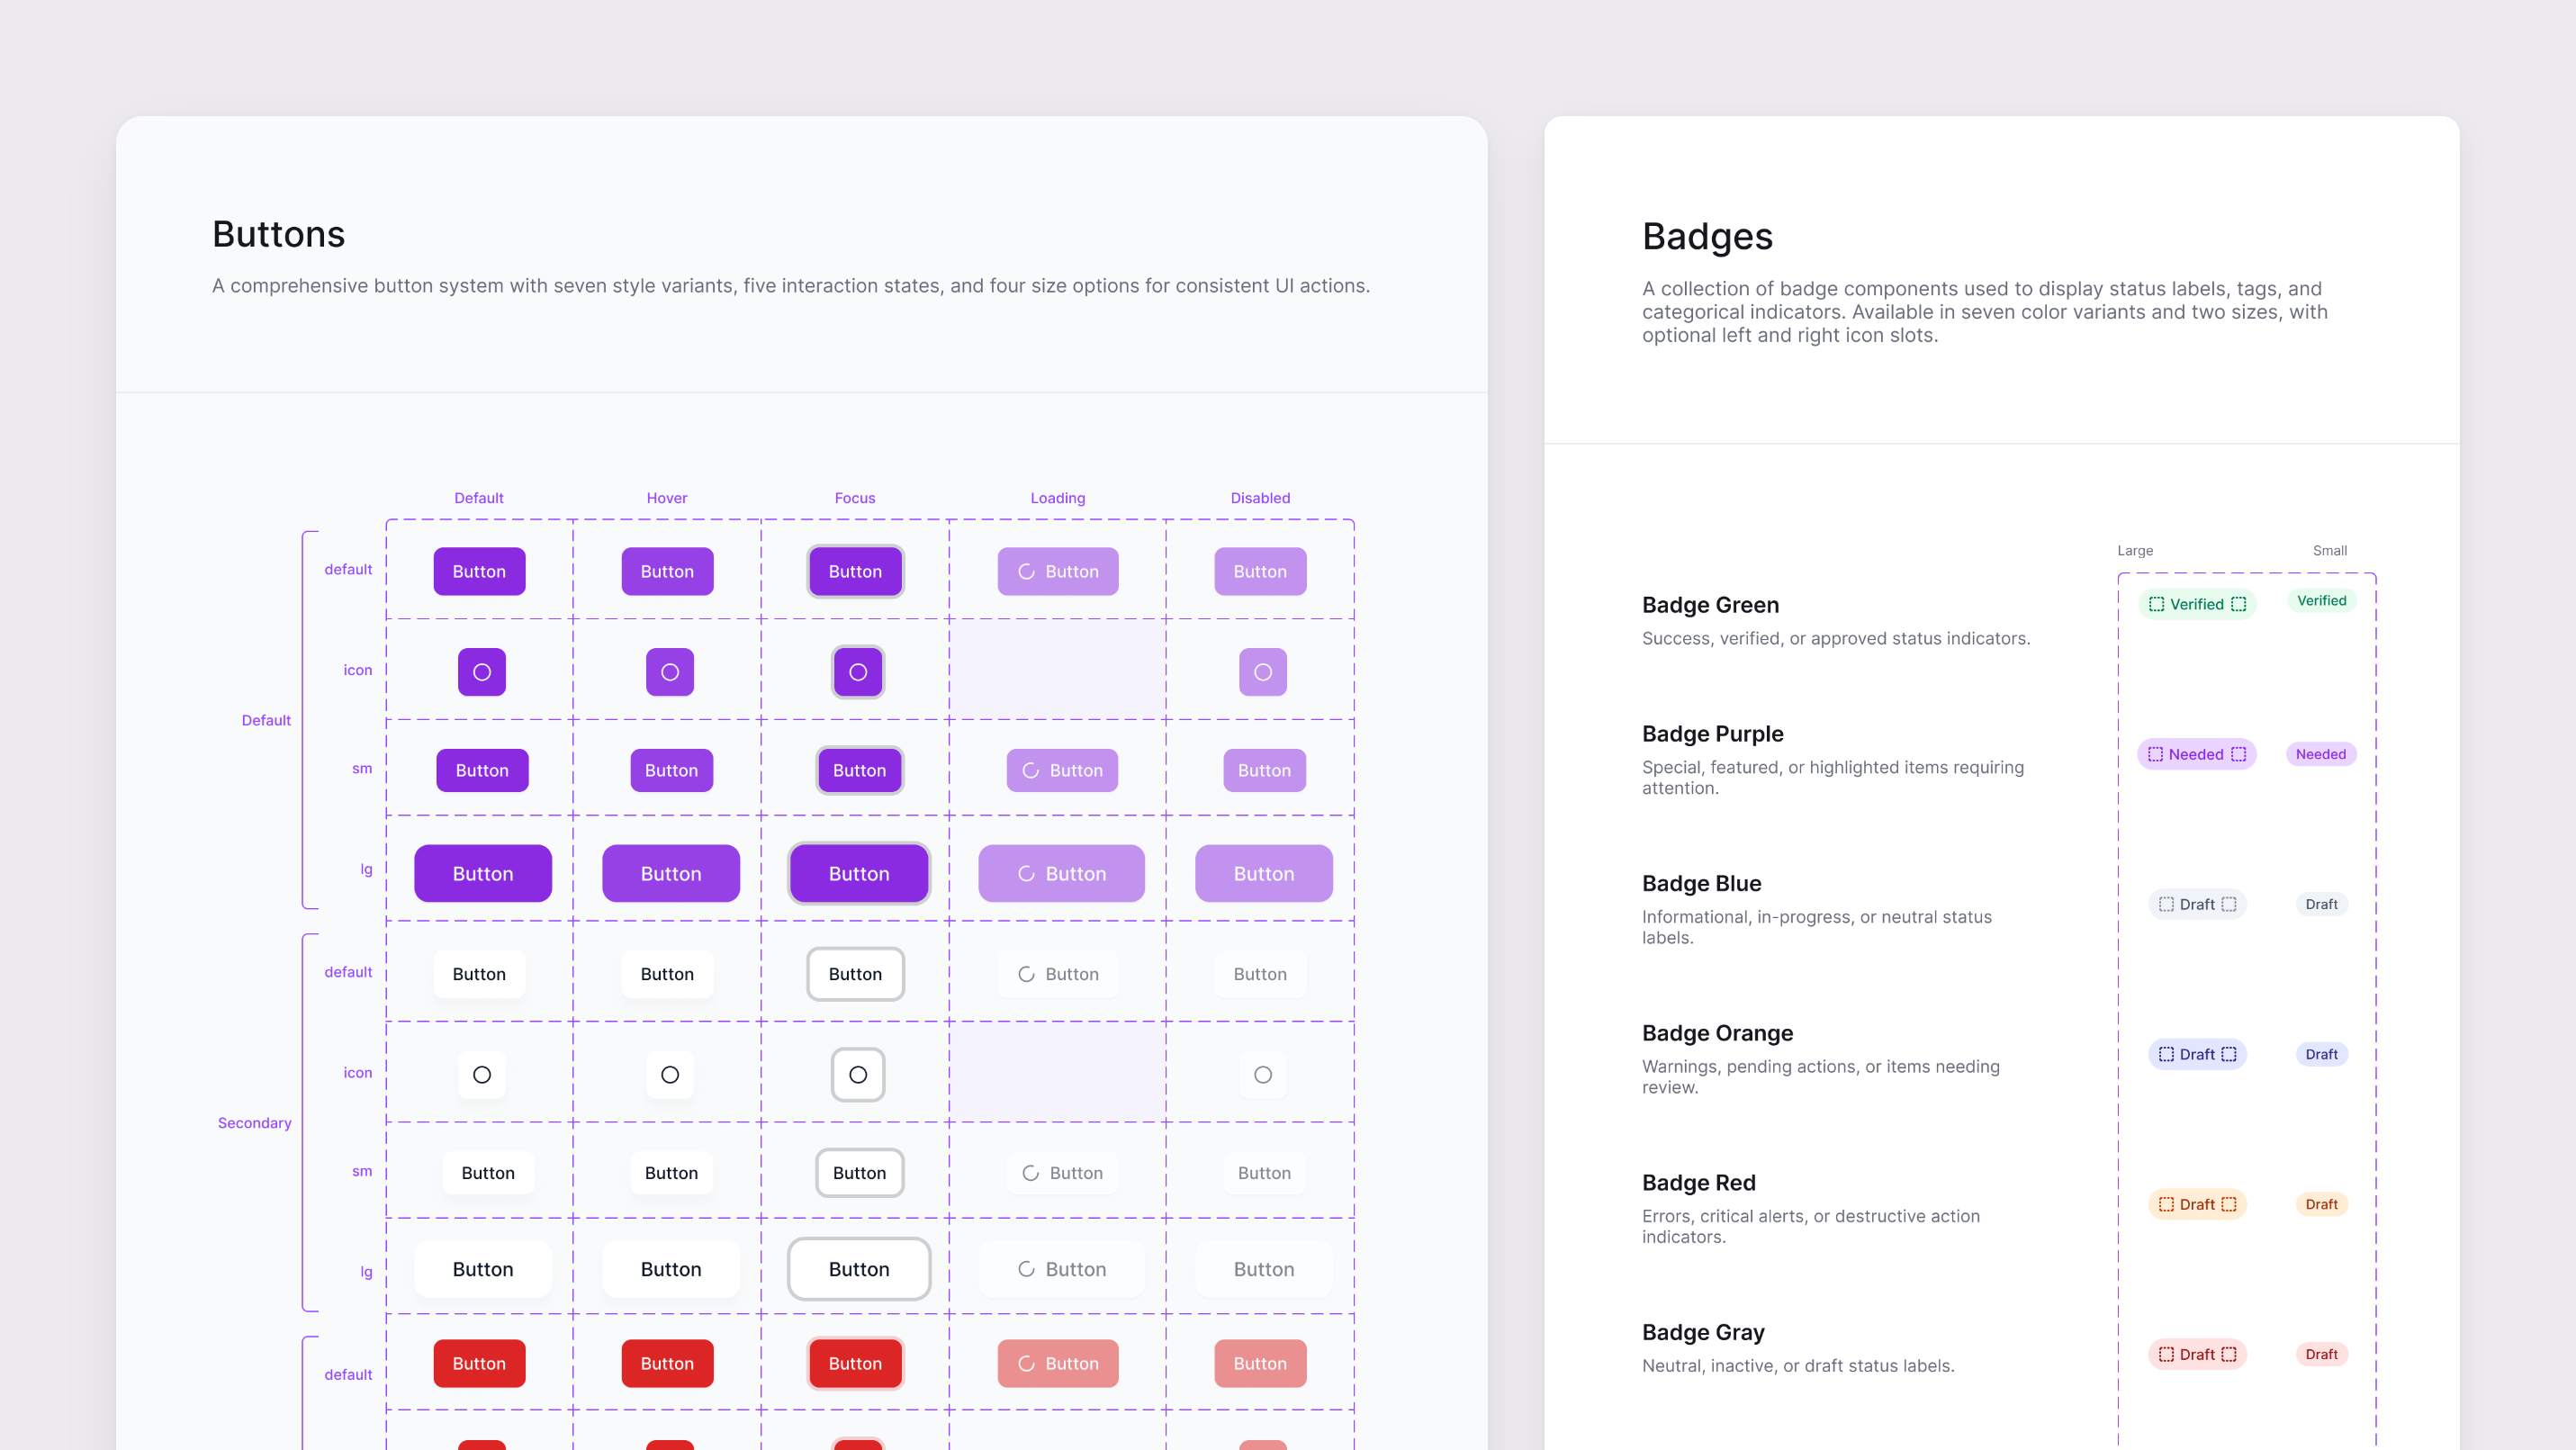 Buttons
A comprehensive button system with seven style variants, five interaction states, and four size options for consistent UI actions.
Default Hover Focus Loading Disabled
default Button Button Button Button Button
icon
Default
sm Button Button Button Button Button
lg Button Button Button Button Button
default Button Button Button Button Button
icon
Secondary
sm Button Button Button Button Button
lg Button Button Button Button Button
default Button Button Button Button Button
Badges
A collection of badge components used to display status labels, tags, and
categorical indicators. Available in seven color variants and two sizes, with
optional left and right icon slots.
Large Small
Badge Green Verified Verified
Success, verified, or approved status indicators.
Badge Purple
Needed Needed
Special, featured, or highlighted items requiring
attention.
Badge Blue
Draft Draft
Informational, in-progress, or neutral status
labels.
Badge Orange
Draft Draft
Warnings, pending actions, or items needing
review.
Badge Red
Draft Draft
Errors, critical alerts, or destructive action
indicators.
Badge Gray
Draft Draft
Neutral, inactive, or draft status labels.